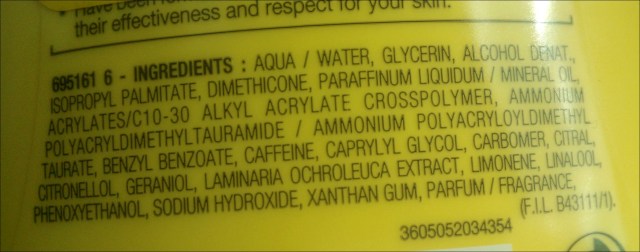 their effectiveness and respect for your skin.
695161 6 - INGREDIENTS : AQUA / WATER, GLYCERIN, ALCOHOL DENAT.,
ISOPROPYL PALMITATE, DIMETHICONE, PARAFFINUM LIQUIDUM / MINERAL OIL,
ACRYLATES/C10-30 ALKYL ACRYLATE CROSSPOLYMER, AMMONIUM
POLYACRYLDIMETHYLTAURAMIDE / AMMONIUM POLYACRYLOYLDIMETHYL
TAURATE, BENZYL BENZOATE, CAFFEINE, CAPRYLYL GLYCOL, CARBOMER, CITRAL,
CITRONELLOL, GERANIOL, LAMINARIA OCHROLEUCA EXTRACT, LIMONENE, LINALOOL,
PHENOXYETHANOL, SODIUM HYDROXIDE, XANTHAN GUM, PARFUM / FRAGRANCE,
(F.I.L. B43111/1).
3605052034354